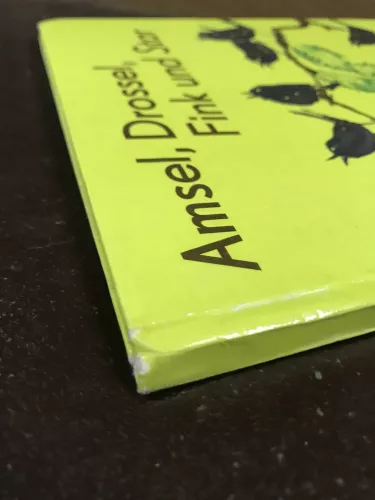 Amsel, Drossel,
Fink und Star